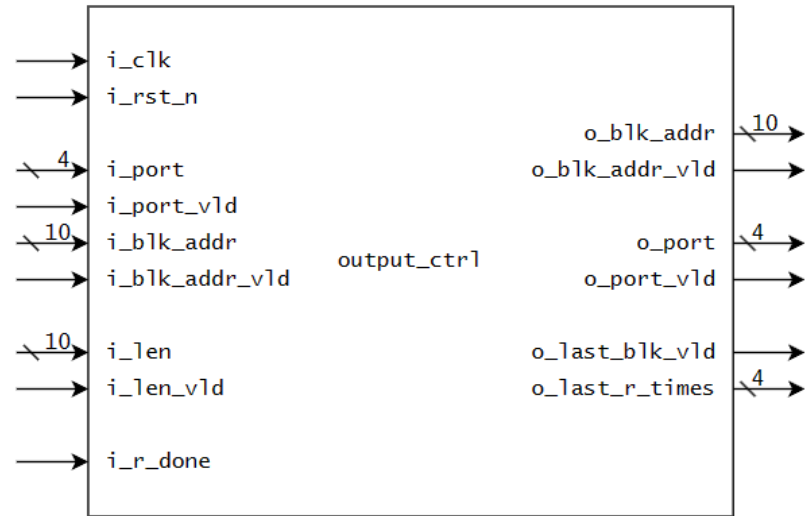 i_clk
i_rst_n
4
i_port
i_port_vld
10
i_blk_addr
i_blk_addr_vld
10
i_len
i_len_vld
i_r_done
output_ctrl
o_blk_addr
10
o_blk_addr_vld
o_port
4
o_port_vld
o_last_blk_vld
o_last_r_times
4